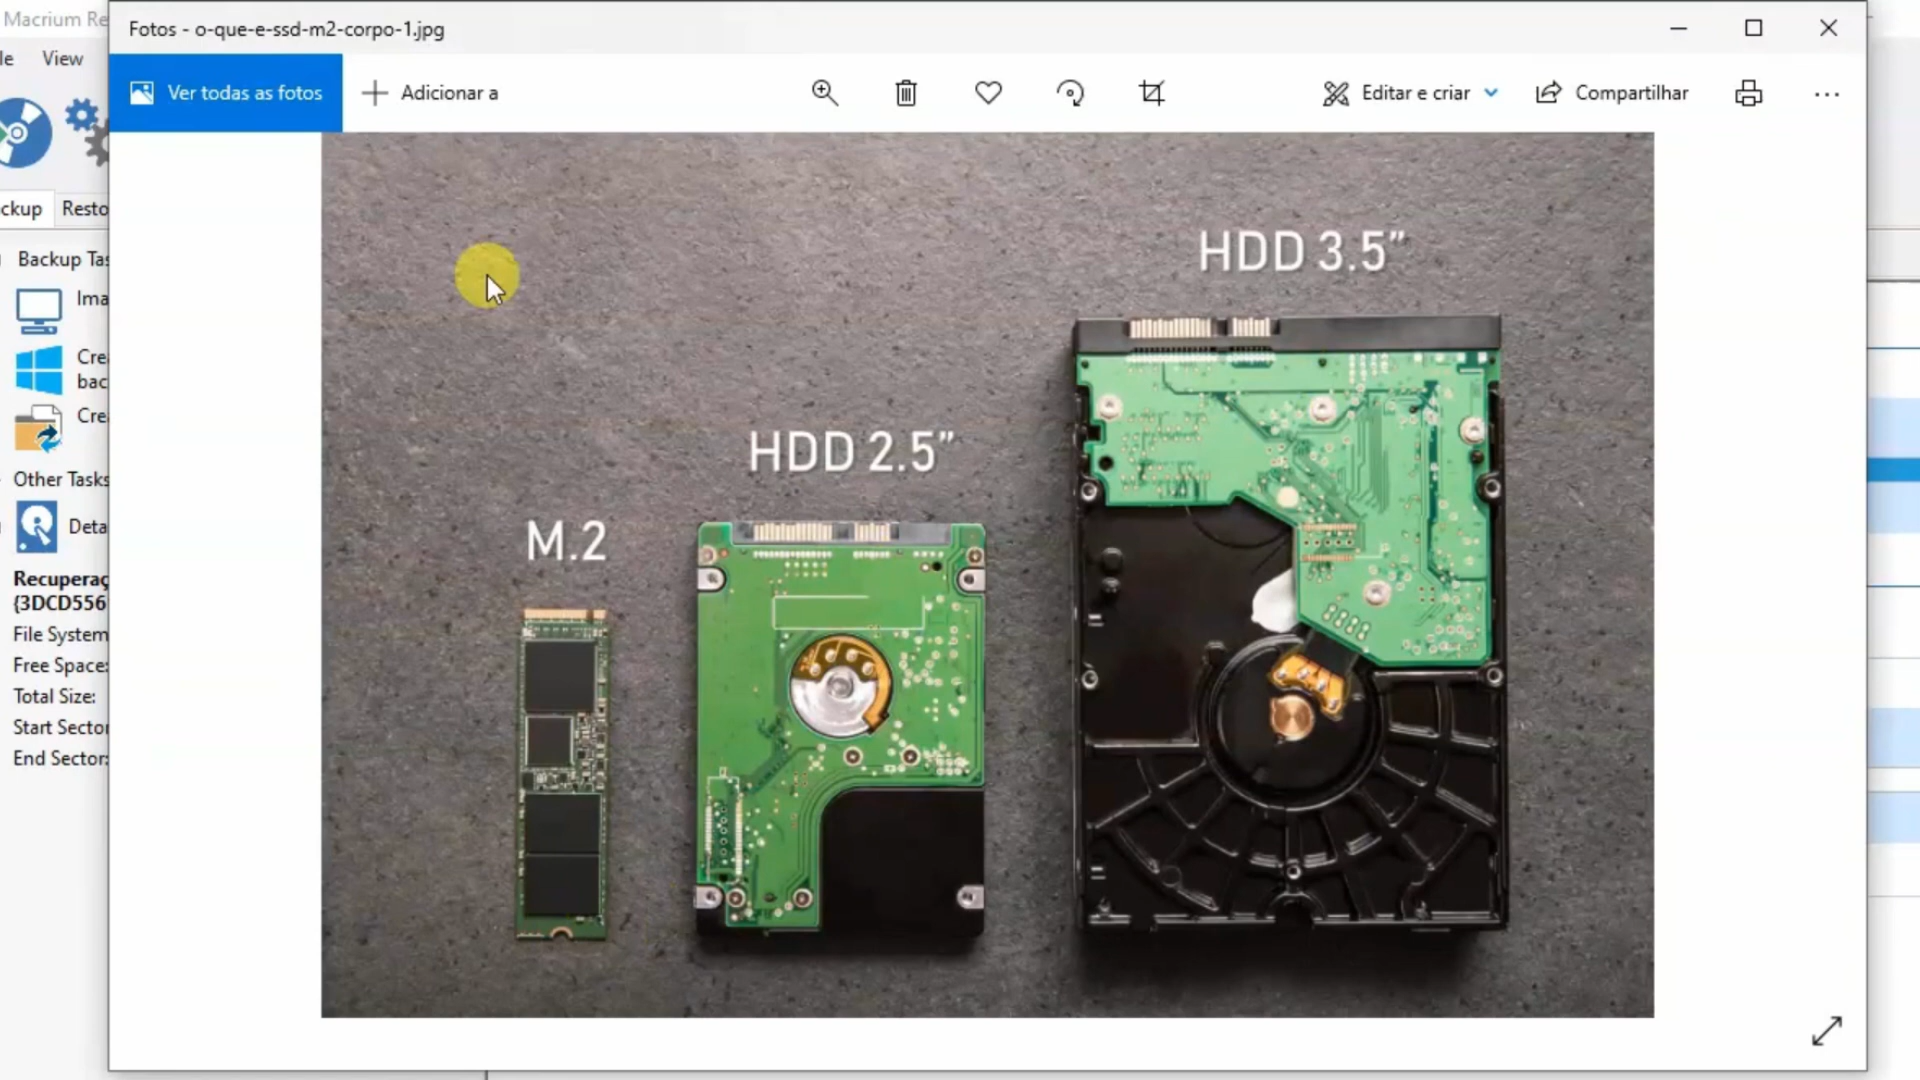 Macrium Re
Fotos - o-que-e-ssd-m2-corpo-1.jpg
le View
Ver todas as fotos
Adicionar a
Editar e criar
Compartilhar
ckup Resto
Backup Tas
Ima
Cre
bac
Cre
Other Tasks
Deta
Recuperaç
{3DCD556
File System
Free Space:
Total Size:
Start Sector
End Sector:
HDD 3.5"
HDD 2.5"
M.2